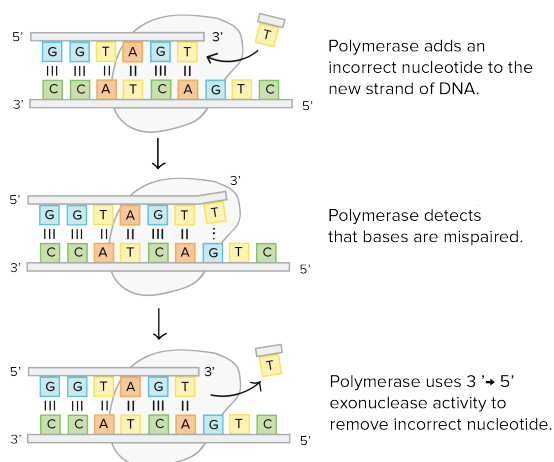 5’ 3’ T
G G T A G T
C C A T C A G T C
3’ 5’
Polymerase adds an
incorrect nucleotide to the
new strand of DNA.
3’
5’
G G T A G T T
C C A T C A G T C
3’ 5’
Polymerase detects
that bases are mispaired.
5’ 3’ T
G G T A G T
C C A T C A G T C
3’ 5’
Polymerase uses 3 ’→ 5’
exonuclease activity to
remove incorrect nucleotide.